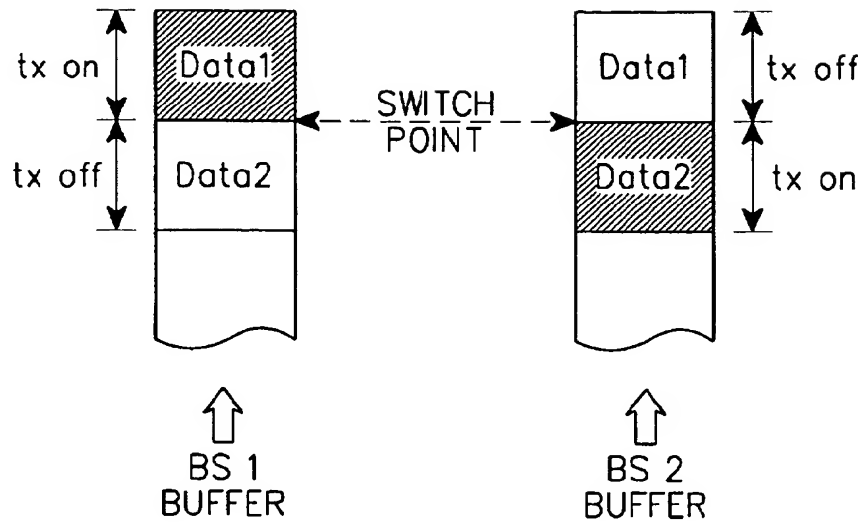 tx on
Data1
Data1
tx off
SWITCH
POINT
tx off
Data2
Data2
tx on
BS 1
BUFFER
BS 2
BUFFER